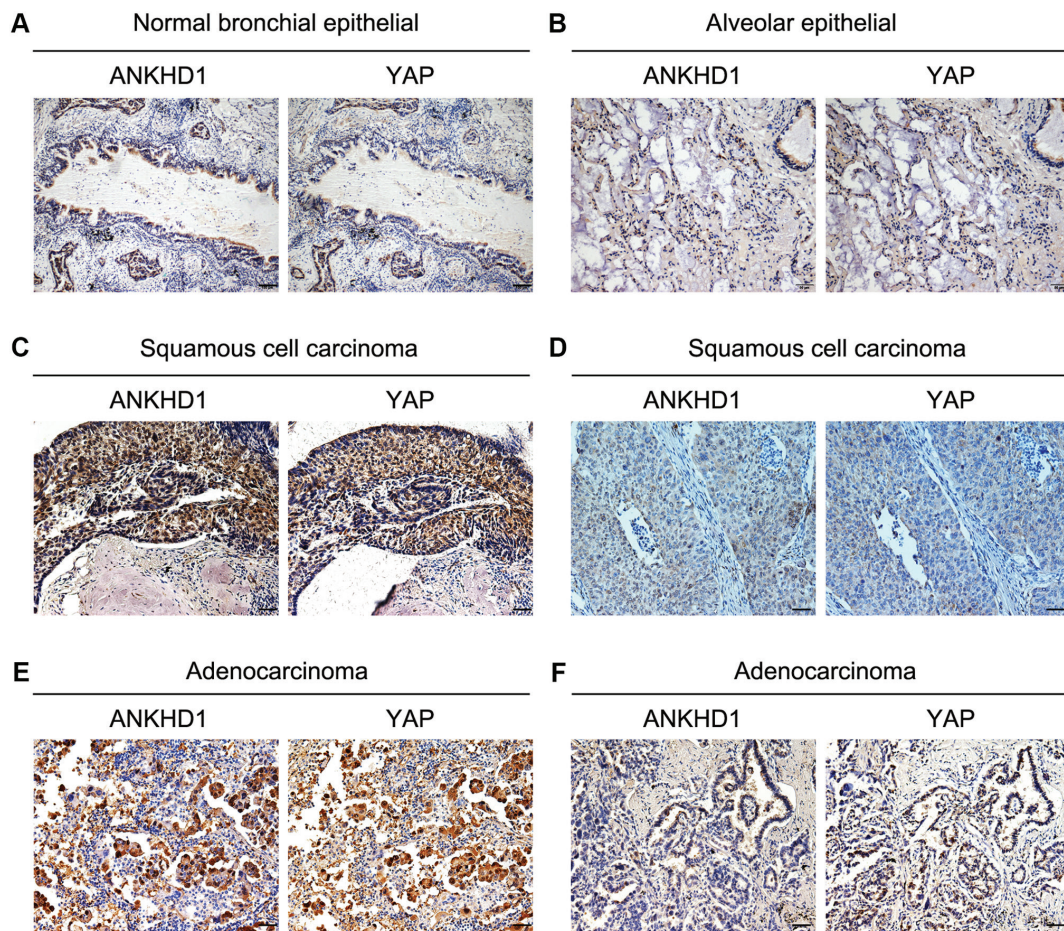 A Normal bronchial epithelial
ANKHD1 YAP
B Alveolar epithelial
ANKHD1 YAP
C Squamous cell carcinoma
ANKHD1 YAP
D Squamous cell carcinoma
ANKHD1 YAP
E Adenocarcinoma
ANKHD1 YAP
F Adenocarcinoma
ANKHD1 YAP